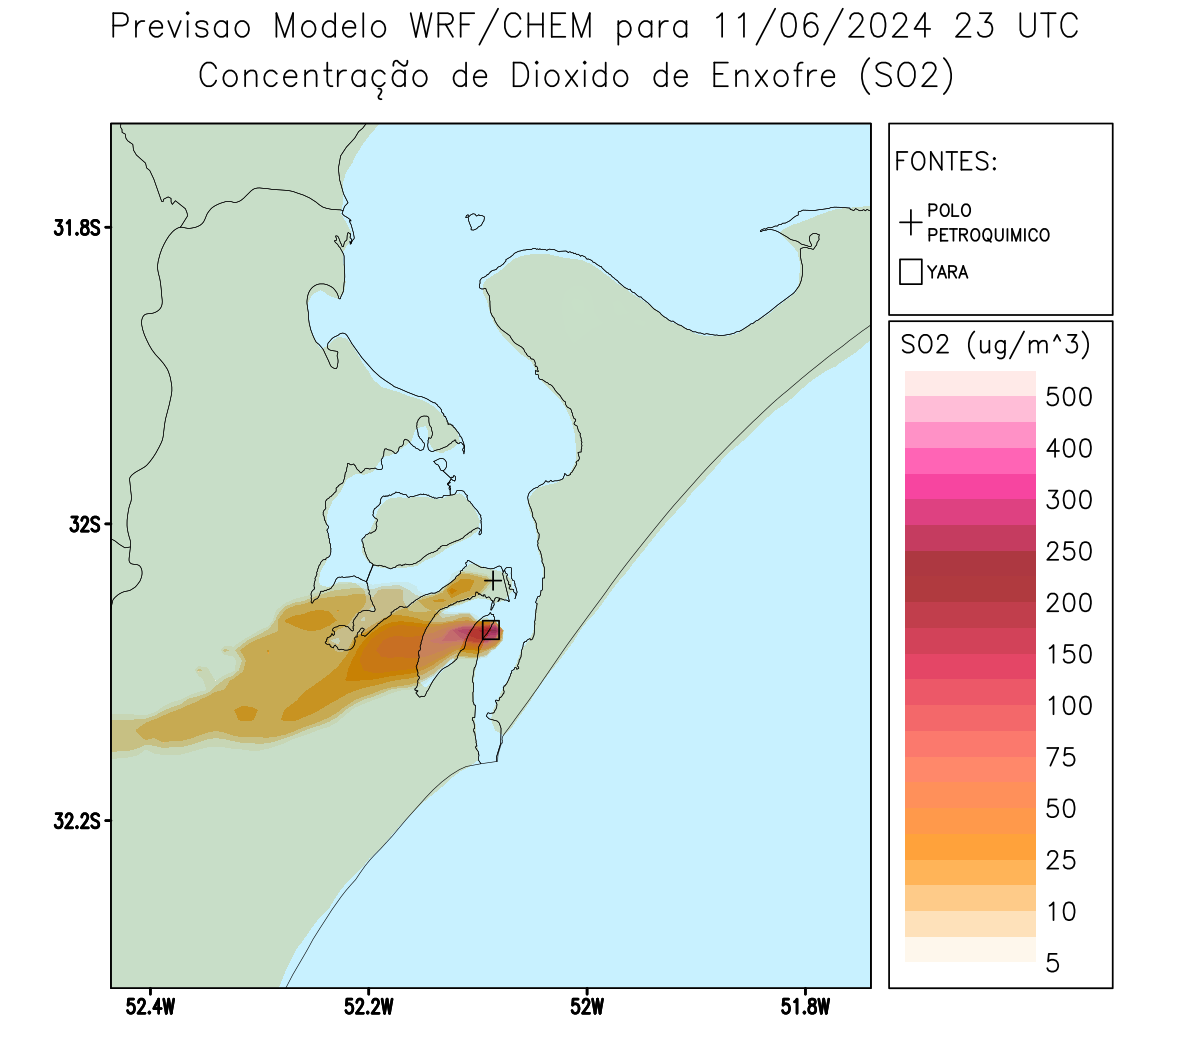 Previsao Modelo WRF/CHEM para 11/06/2024 23 UTC
Concentração de Dioxido de Enxofre (SO2)
FONTES:
POLO
PETROQUIMICO
YARA
31.8S
32S
32.2S
52.4W
52.2W
52W
51.8W
SO2 (ug/m^3)
500
400
300
250
200
150
100
75
50
25
10
5